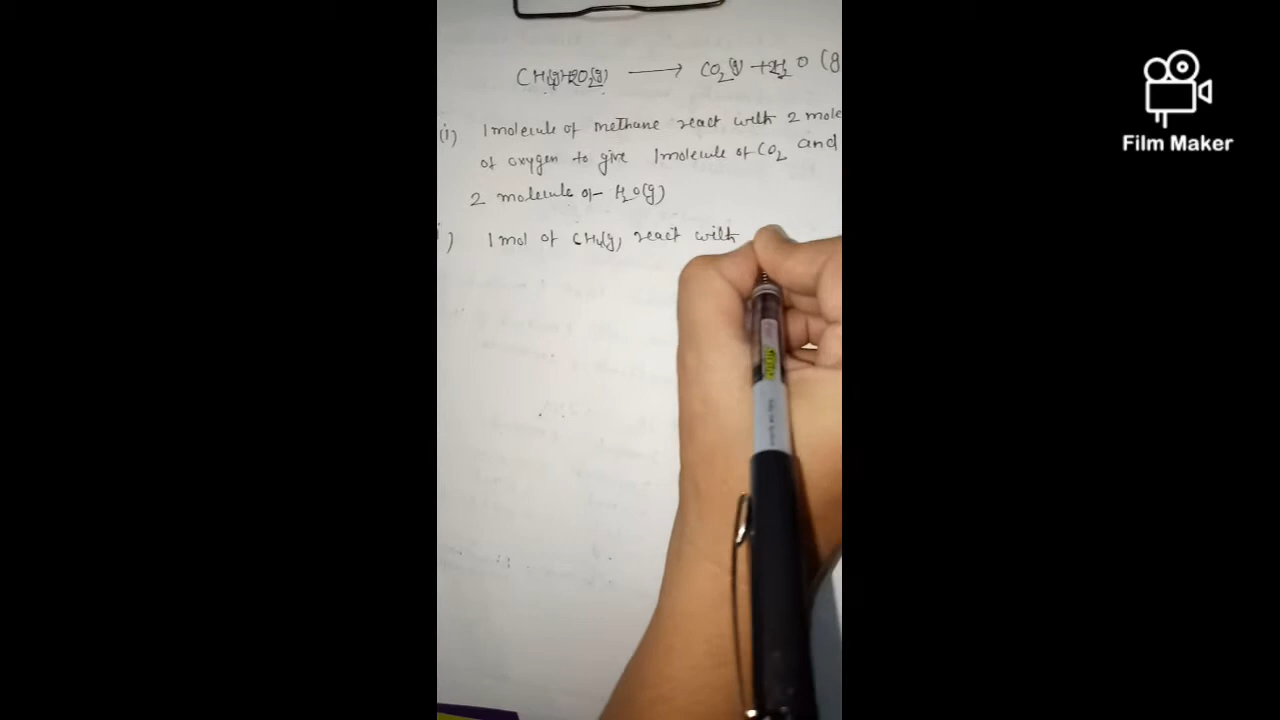 CH4(g)+2O2(g) → CO2(g) + 2H2O (g
(i) 1 molecule of methane react with 2 mole
of oxygen to give 1 molecule of CO2 and
2 molecule of H2O(g)
) 1 mol of CH4(g) react with
Film Maker